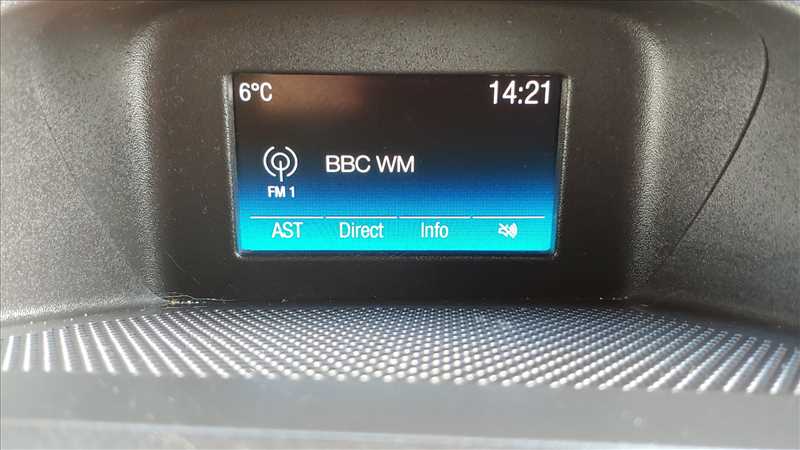 6°C 14:21
BBC WM
FM 1
AST Direct Info